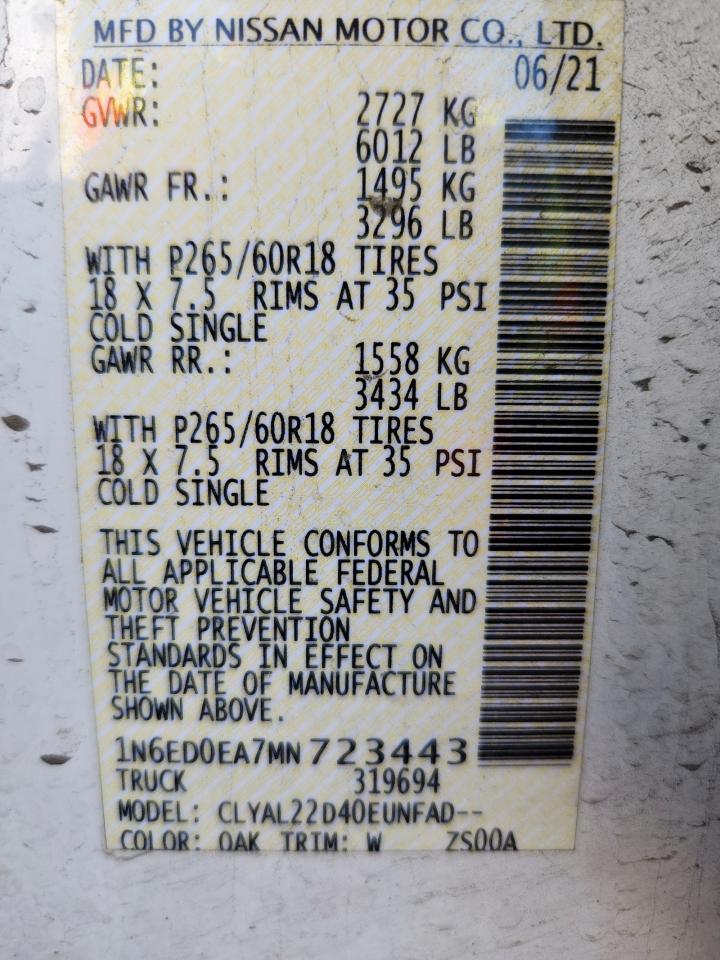 MFD BY NISSAN MOTOR CO., LTD.
DATE: 06/21
GVWR: 2727 KG
6012 LB
GAWR FR.: 1495 KG
3296 LB
WITH P265/60R18 TIRES
18 X 7.5 RIMS AT 35 PSI
COLD SINGLE
GAWR RR.: 1558 KG
3434 LB
WITH P265/60R18 TIRES
18 X 7.5 RIMS AT 35 PSI
COLD SINGLE
THIS VEHICLE CONFORMS TO
ALL APPLICABLE FEDERAL
MOTOR VEHICLE SAFETY AND
THEFT PREVENTION
STANDARDS IN EFFECT ON
THE DATE OF MANUFACTURE
SHOWN ABOVE.
1N6ED0EA7MN723443
TRUCK 319694
MODEL: CLYAL22D40EUNFAD--
COLOR: QAK TRIM: W ZS00A